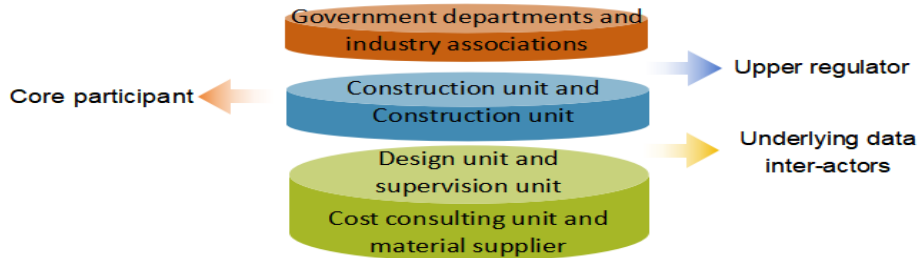 Government departments and
industry associations
Upper regulator
Core participant
Construction unit and
Construction unit
Underlying data
inter-actors
Design unit and
supervision unit
Cost consulting unit and
material supplier